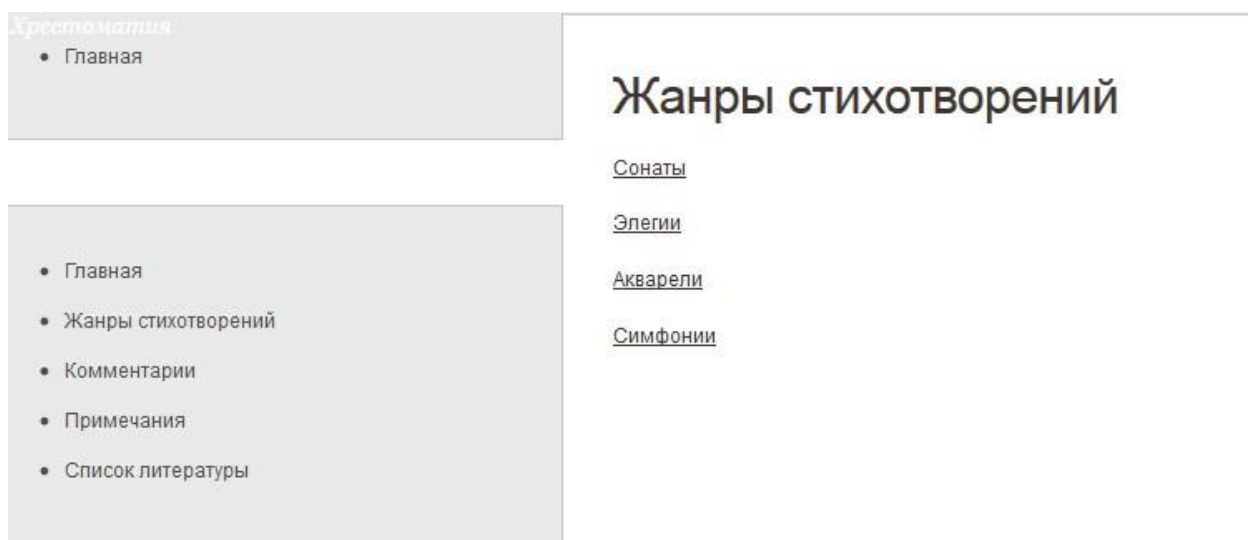 Хрестоматия
Главная
Главная
Жанры стихотворений
Комментарии
Примечания
Список литературы
Жанры стихотворений
Сонаты
Элегии
Акварели
Симфонии